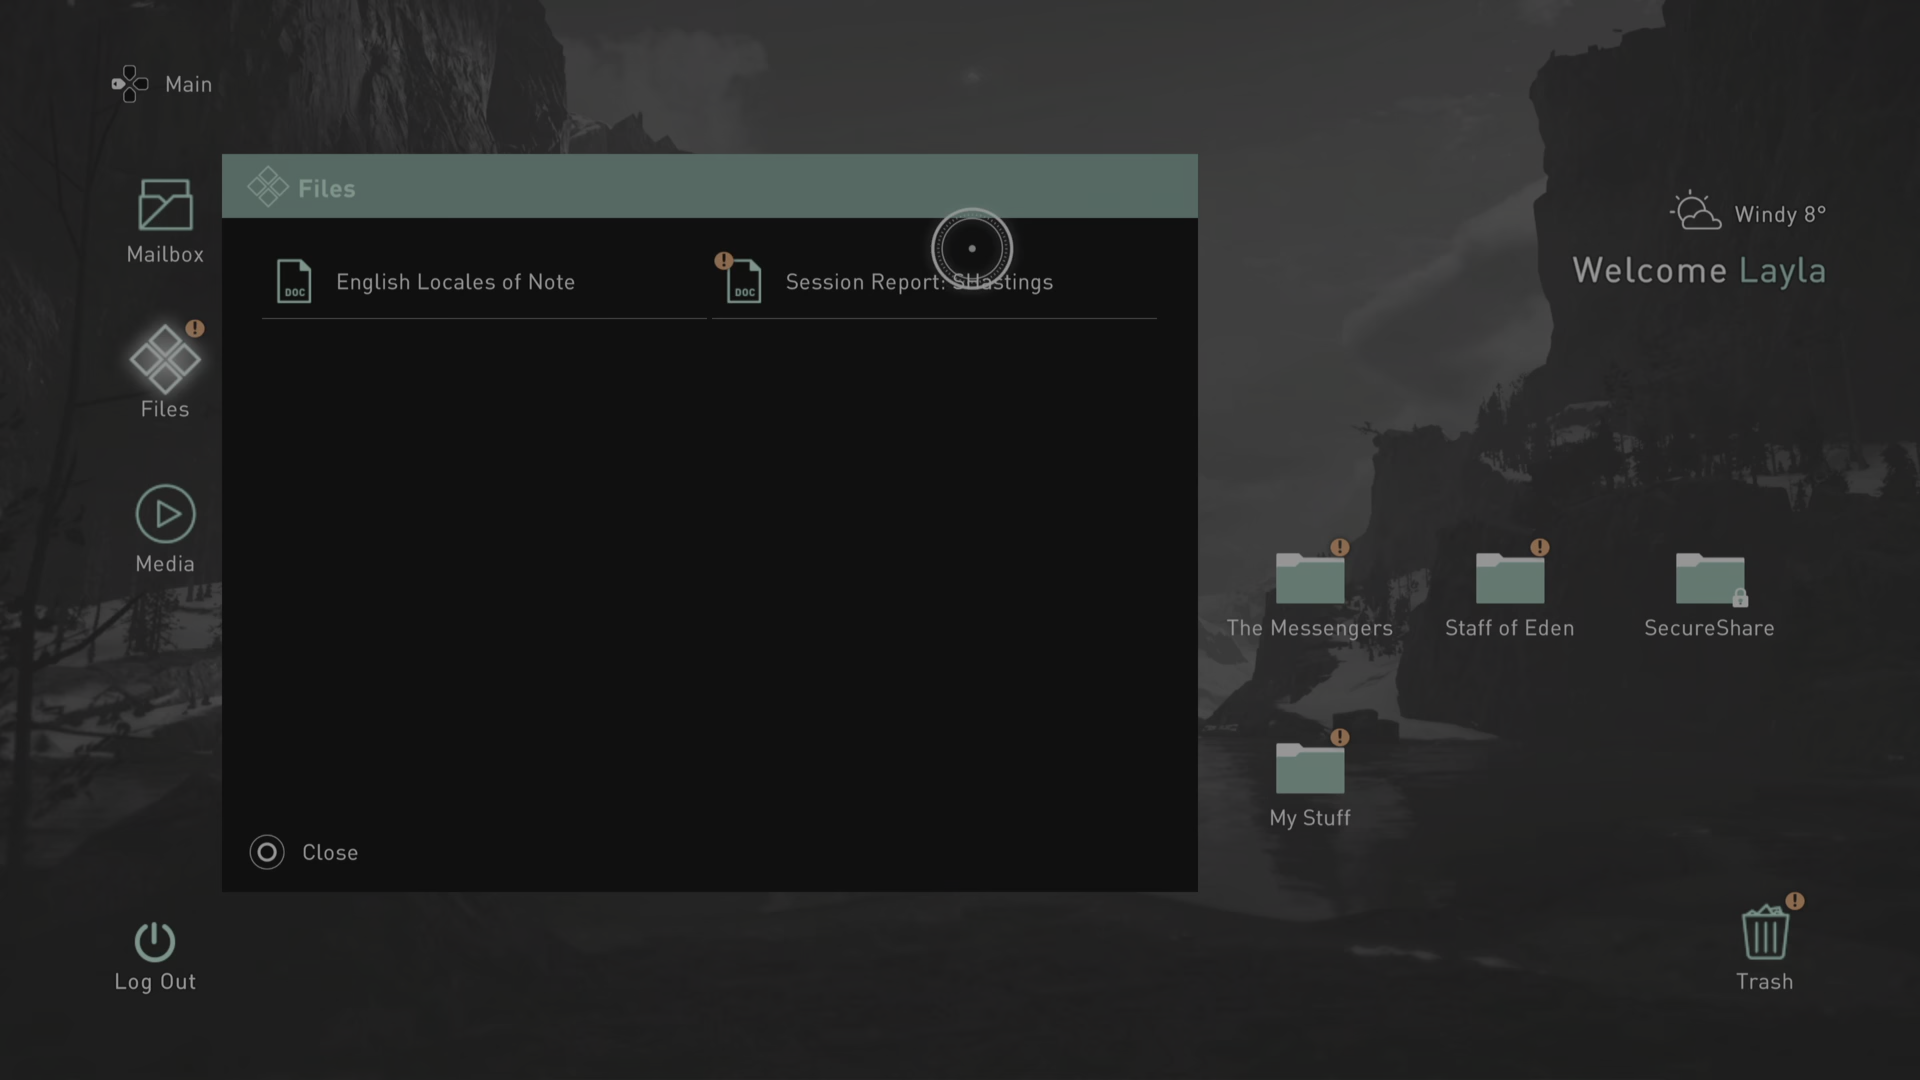 Main
Mailbox
Files
Media
Log Out
Files
DOC
English Locales of Note
!
DOC
Session Report: SHastings
Close
Windy 8°
Welcome Layla
The Messengers
Staff of Eden
SecureShare
My Stuff
Trash